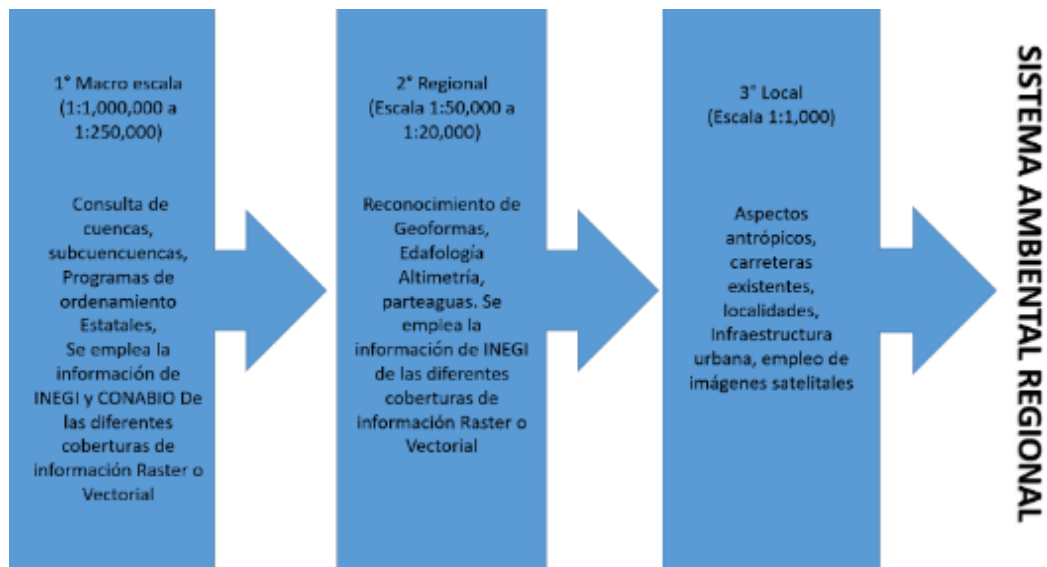 1° Macro escala
(1:1,000,000 a
1:250,000)
Consulta de
cuencas,
subcuencuencas,
Programas de
ordenamiento
Estatales,
Se emplea la
información de
INEGI y CONABIO De
las diferentes
coberturas de
información Raster o
Vectorial
2° Regional
(Escala 1:50,000 a
1:20,000)
Reconocimiento de
Geoformas,
Edafología
Altimetría,
parteaguas. Se
emplea la
información de INEGI
de las diferentes
coberturas de
información Raster o
Vectorial
3° Local
(Escala 1:1,000)
Aspectos
antrópicos,
carreteras
existentes,
localidades,
Infraestructura
urbana, empleo de
imágenes satelitales
SISTEMA AMBIENTAL REGIONAL